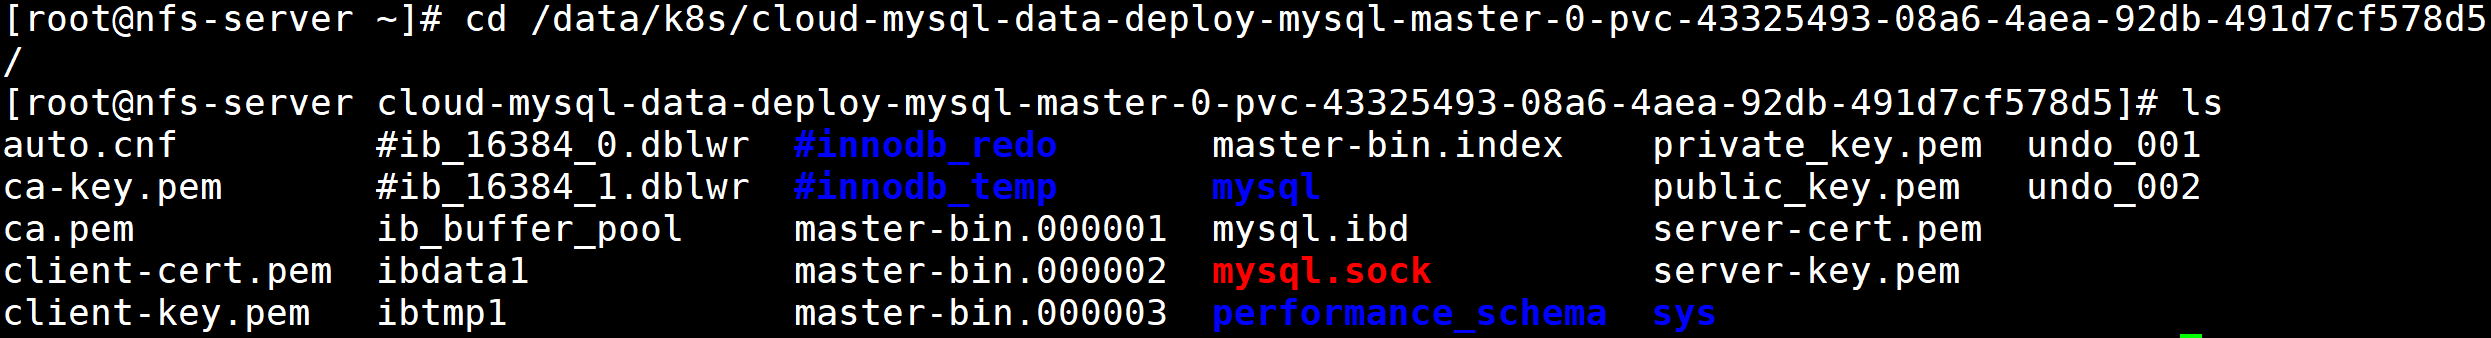 [root@nfs-server ~]# cd /data/k8s/cloud-mysql-data-deploy-mysql-master-0-pvc-43325493-08a6-4aea-92db-491d7cf578d5
/
[root@nfs-server cloud-mysql-data-deploy-mysql-master-0-pvc-43325493-08a6-4aea-92db-491d7cf578d5]# ls
auto.cnf         #ib_16384_0.dblwr  #innodb_redo       master-bin.index    private_key.pem  undo_001
ca-key.pem       #ib_16384_1.dblwr  #innodb_temp       mysql               public_key.pem   undo_002
ca.pem           ib_buffer_pool     master-bin.000001  mysql.ibd           server-cert.pem
client-cert.pem  ibdata1            master-bin.000002  mysql.sock          server-key.pem
client-key.pem   ibtmp1             master-bin.000003  performance_schema  sys